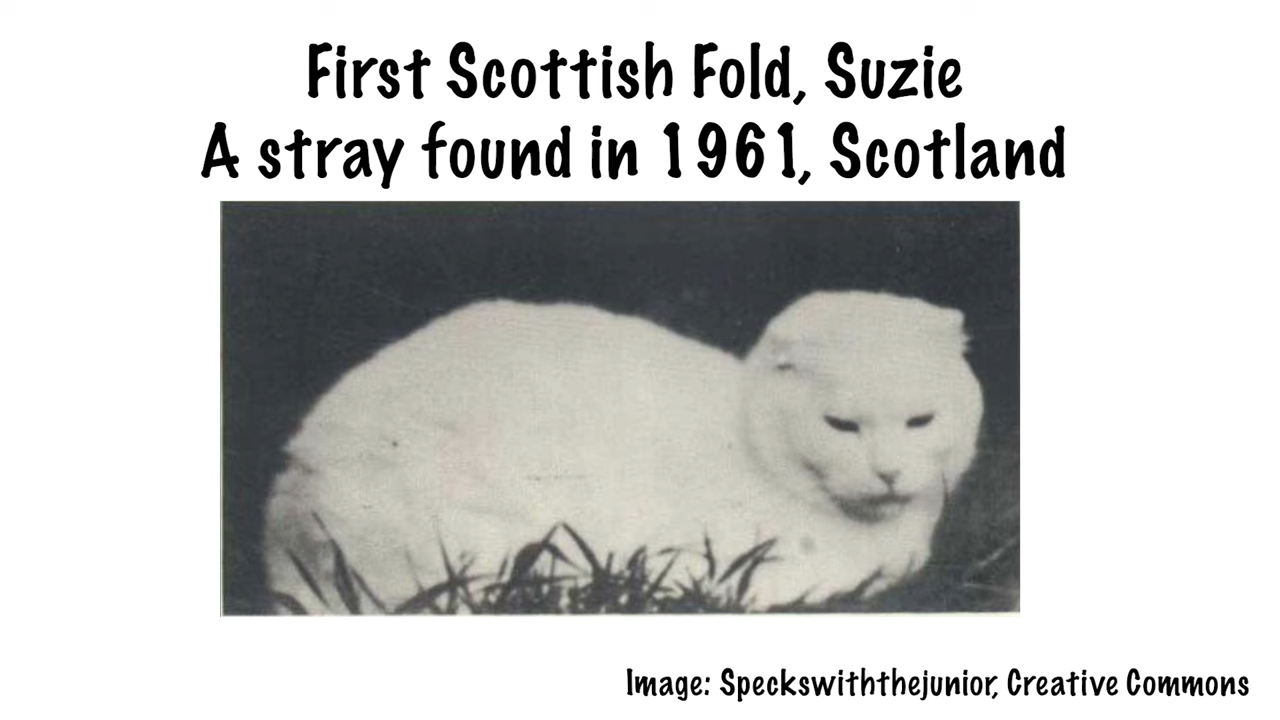 First Scottish Fold, Suzie
A stray found in 1961, Scotland
Image: Speckswiththejunior, Creative Commons